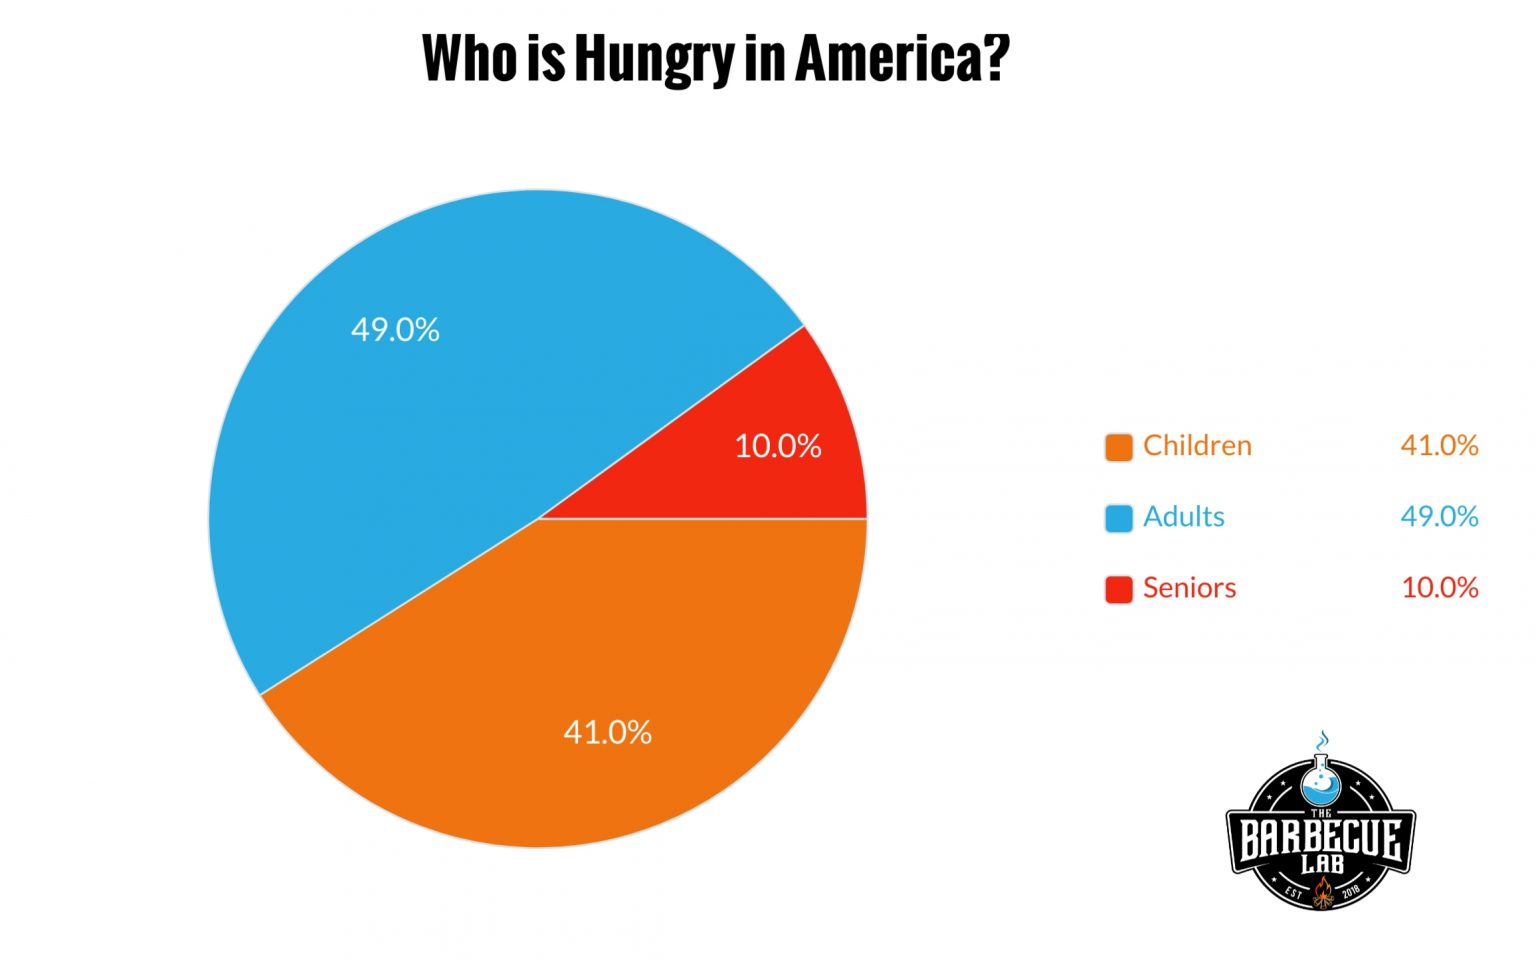 Who is Hungry in America?
49.0%
10.0%
41.0%
Children 41.0%
Adults 49.0%
Seniors 10.0%
THE
BARBECUE
LAB
EST 2018